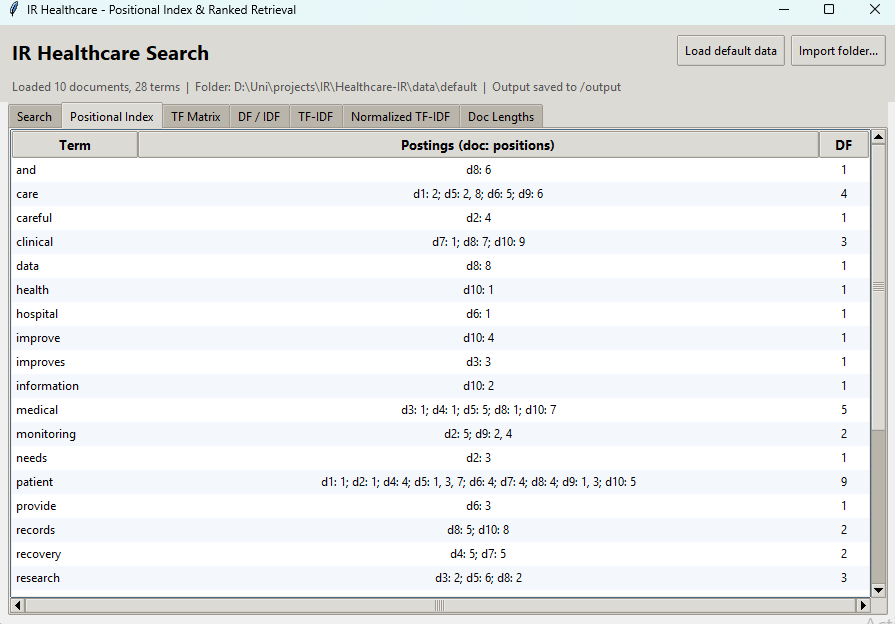 IR Healthcare - Positional Index & Ranked Retrieval
IR Healthcare Search
Load default data
Import folder...
Loaded 10 documents, 28 terms | Folder: D:\Uni\projects\IR\Healthcare-IR\data\default | Output saved to /output
Search Positional Index TF Matrix DF / IDF TF-IDF Normalized TF-IDF Doc Lengths
Term Postings (doc: positions) DF
and d8: 6 1
care d1: 2; d5: 2, 8; d6: 5; d9: 6 4
careful d2: 4 1
clinical d7: 1; d8: 7; d10: 9 3
data d8: 8 1
health d10: 1 1
hospital d6: 1 1
improve d10: 4 1
improves d3: 3 1
information d10: 2 1
medical d3: 1; d4: 1; d5: 5; d8: 1; d10: 7 5
monitoring d2: 5; d9: 2, 4 2
needs d2: 3 1
patient d1: 1; d2: 1; d4: 4; d5: 1, 3, 7; d6: 4; d7: 4; d8: 4; d9: 1, 3; d10: 5 9
provide d6: 3 1
records d8: 5; d10: 8 2
recovery d4: 5; d7: 5 2
research d3: 2; d5: 6; d8: 2 3